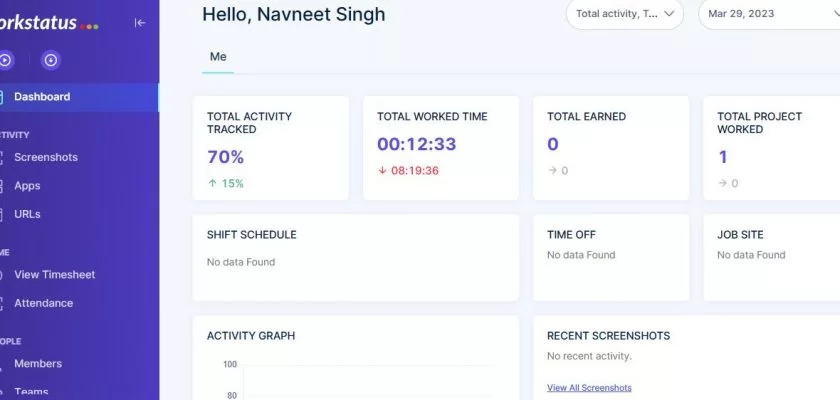 orkstatus
Hello, Navneet Singh
Total activity, T...
Mar 29, 2023
Me
Dashboard
TIVITY
Screenshots
Apps
URLs
ME
View Timesheet
Attendance
OPLE
Members
Teams
TOTAL ACTIVITY
TRACKED
70%
↑ 15%
TOTAL WORKED TIME
00:12:33
↓ 08:19:36
TOTAL EARNED
0
→ 0
TOTAL PROJECT
WORKED
1
→ 0
SHIFT SCHEDULE
No data Found
TIME OFF
No data Found
JOB SITE
No data Found
ACTIVITY GRAPH
100
80
RECENT SCREENSHOTS
No recent activity.
View All Screenshots